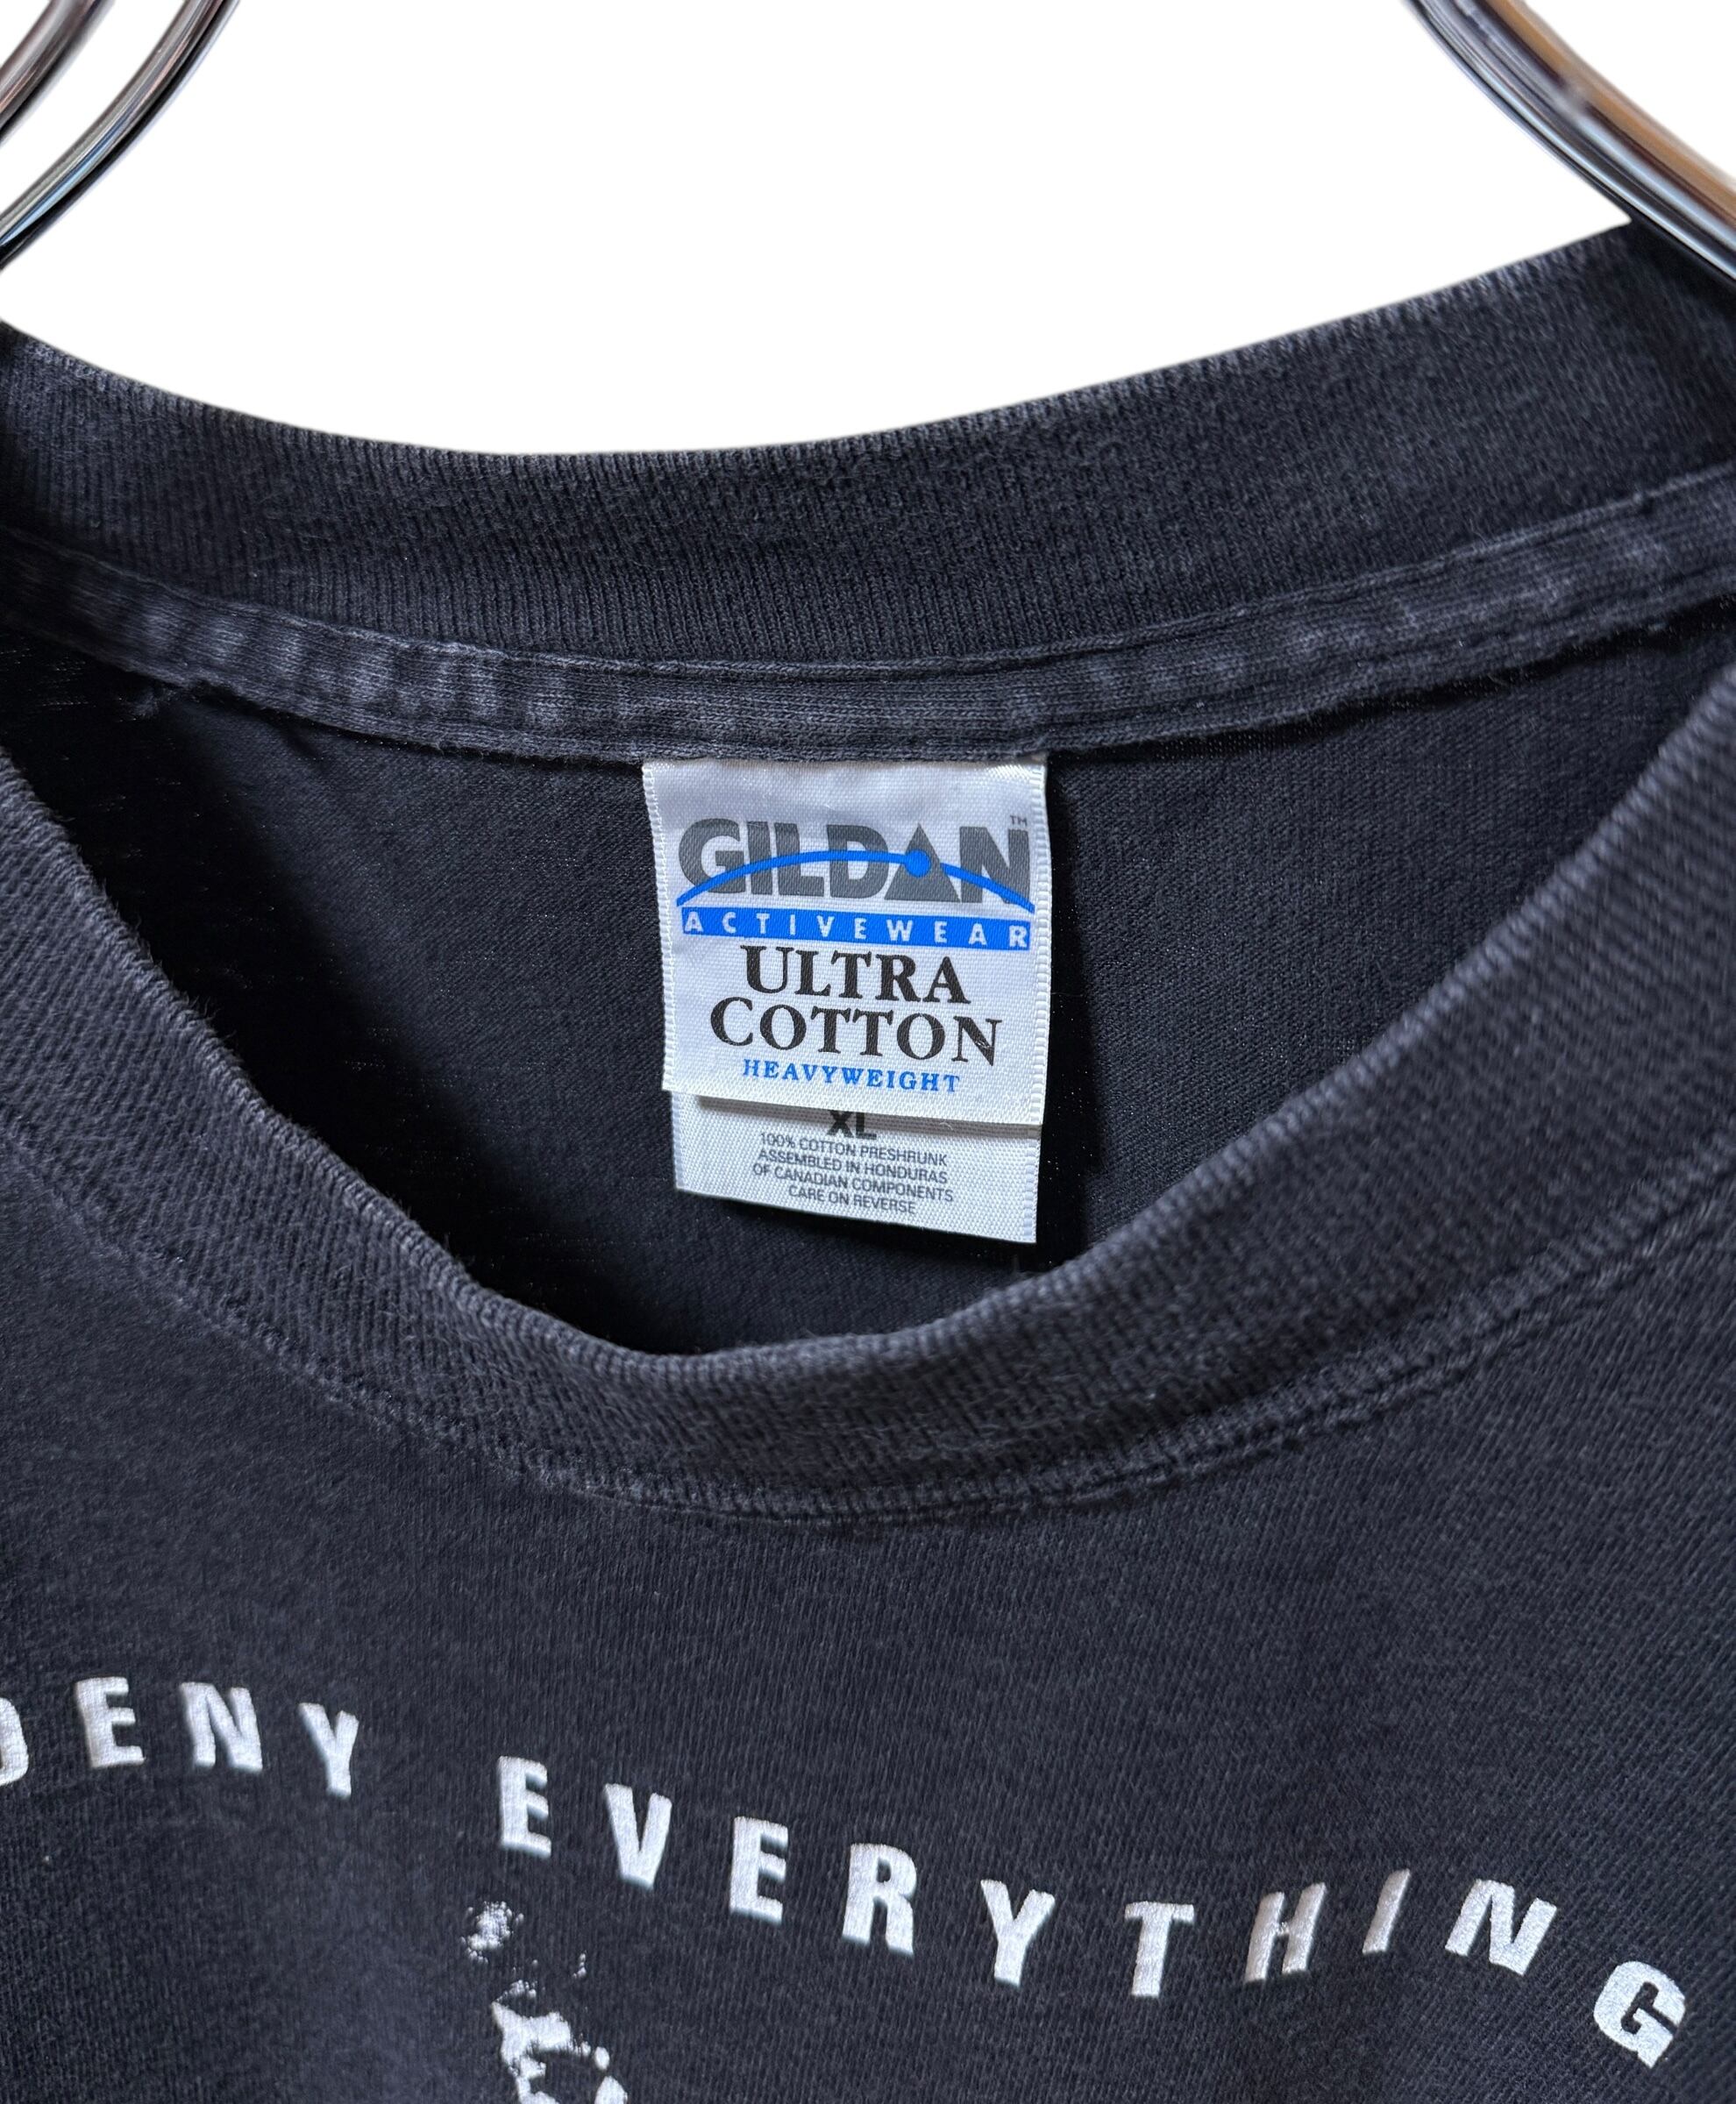 GILDAN™
ACTIVEWEAR
ULTRA
COTTON
HEAVYWEIGHT
XL
100% COTTON PRESHRUNK
ASSEMBLED IN HONDURAS
OF CANADIAN COMPONENTS
CARE ON REVERSE
DENY EVERYTHING